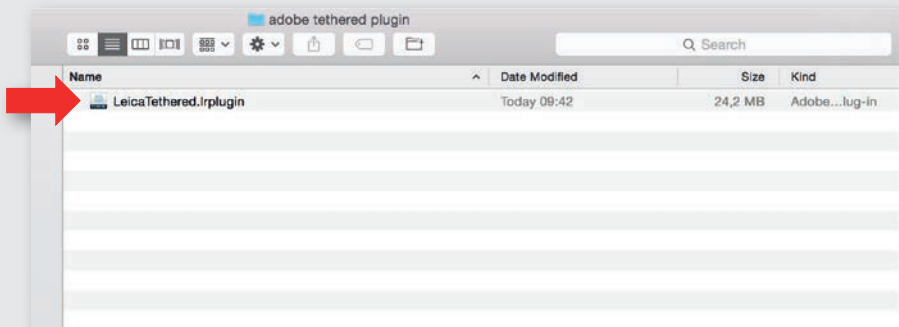 adobe tethered plugin
Search
Name Date Modified Size Kind
LeicaTethered.lrplugin Today 09:42 24,2 MB Adobe...lug-in